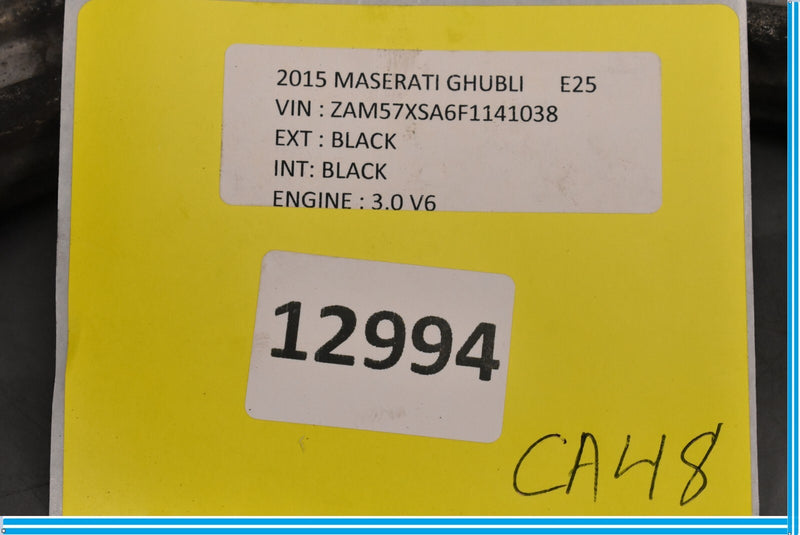 2015 MASERATI GHUBLI E25
VIN : ZAM57XSA6F1141038
EXT : BLACK
INT: BLACK
ENGINE : 3.0 V6
12994
CA48